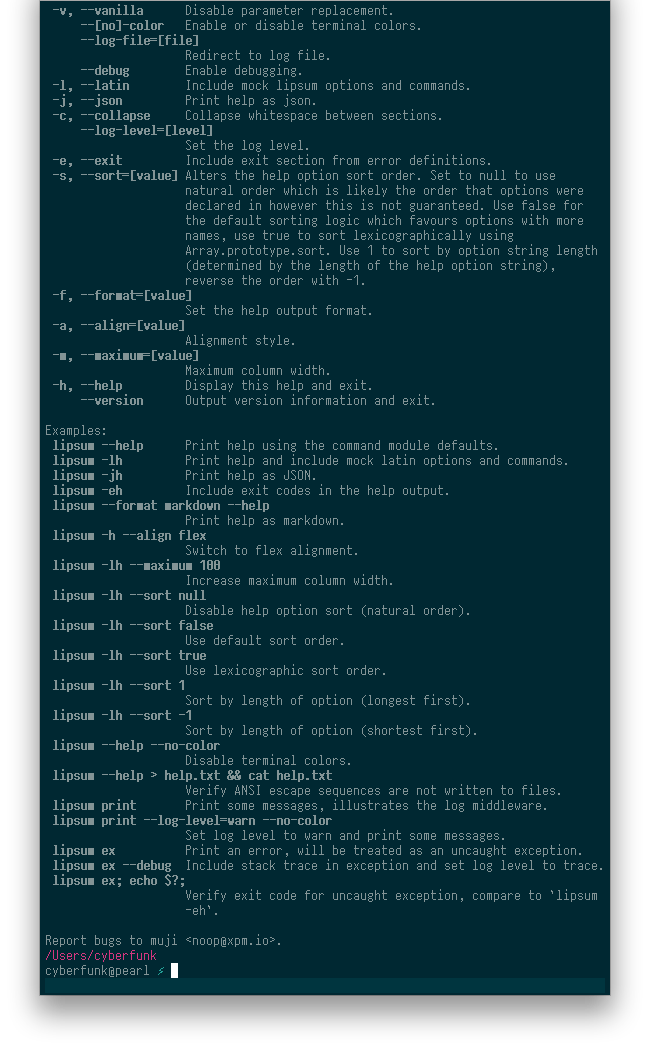 -v, --vanilla Disable parameter replacement.
--[no]-color Enable or disable terminal colors.
--log-file=[file]
Redirect to log file.
--debug Enable debugging.
-l, --latin Include mock lipsum options and commands.
-j, --json Print help as json.
-c, --collapse Collapse whitespace between sections.
--log-level=[level]
Set the log level.
-e, --exit Include exit section from error definitions.
-s, --sort=[value] Alters the help option sort order. Set to null to use
natural order which is likely the order that options were
declared in however this is not guaranteed. Use false for
the default sorting logic which favours options with more
names, use true to sort lexicographically using
Array.prototype.sort. Use 1 to sort by option string length
(determined by the length of the help option string),
reverse the order with -1.
-f, --format=[value]
Set the help output format.
-a, --align=[value]
Alignment style.
-m, --maximum=[value]
Maximum column width.
-h, --help Display this help and exit.
--version Output version information and exit.
Examples:
lipsum --help Print help using the command module defaults.
lipsum -lh Print help and include mock latin options and commands.
lipsum -jh Print help as JSON.
lipsum -eh Include exit codes in the help output.
lipsum --format markdown --help
Print help as markdown.
lipsum -h --align flex
Switch to flex alignment.
lipsum -lh --maximum 100
Increase maximum column width.
lipsum -lh --sort null
Disable help option sort (natural order).
lipsum -lh --sort false
Use default sort order.
lipsum -lh --sort true
Use lexicographic sort order.
lipsum -lh --sort 1
Sort by length of option (longest first).
lipsum -lh --sort -1
Sort by length of option (shortest first).
lipsum --help --no-color
Disable terminal colors.
lipsum --help > help.txt && cat help.txt
Verify ANSI escape sequences are not written to files.
lipsum print Print some messages, illustrates the log middleware.
lipsum print --log-level=warn --no-color
Set log level to warn and print some messages.
lipsum ex Print an error, will be treated as an uncaught exception.
lipsum ex --debug Include stack trace in exception and set log level to trace.
lipsum ex; echo $?;
Verify exit code for uncaught exception, compare to `lipsum
-eh`.
Report bugs to muji <noop@xpm.io>.
/Users/cyberfunk
cyberfunk@pearl ⚡